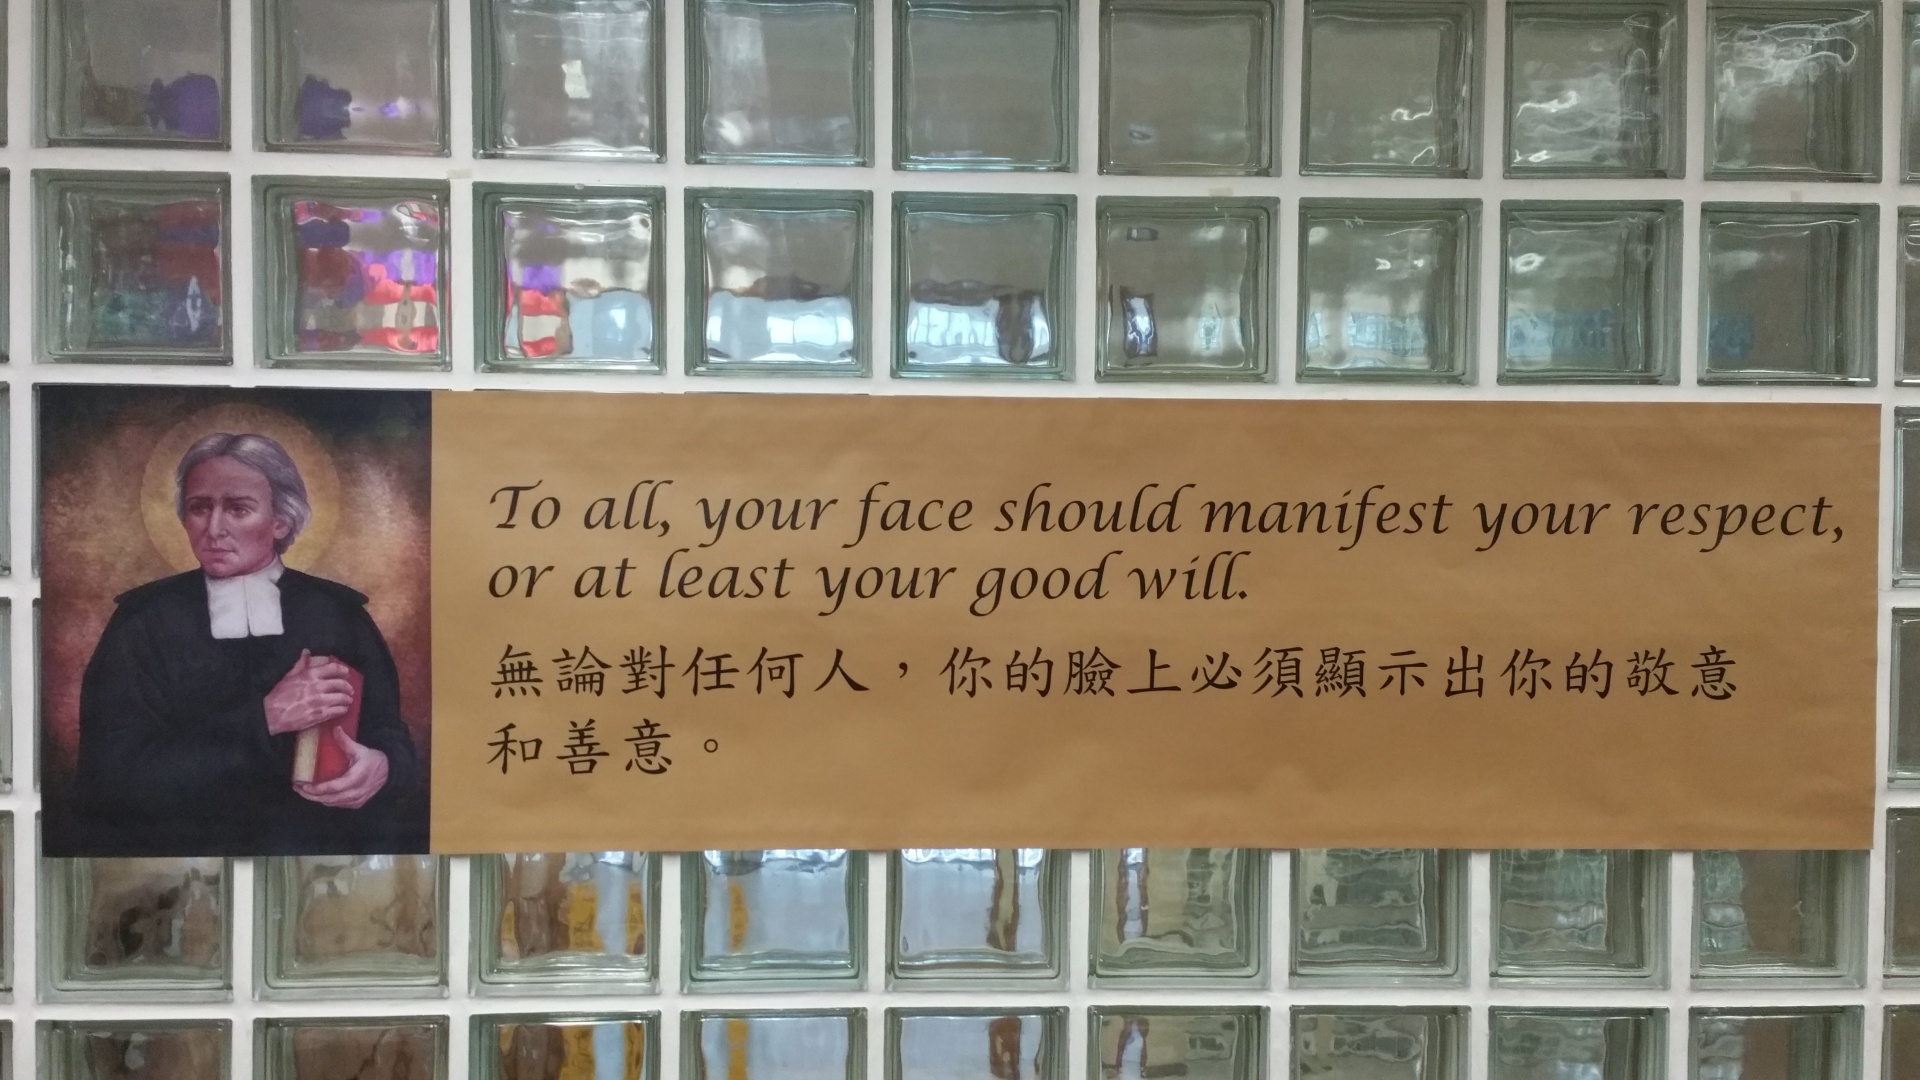 To all, your face should manifest your respect,
or at least your good will.
無論對任何人，你的臉上必須顯示出你的敬意
和善意。